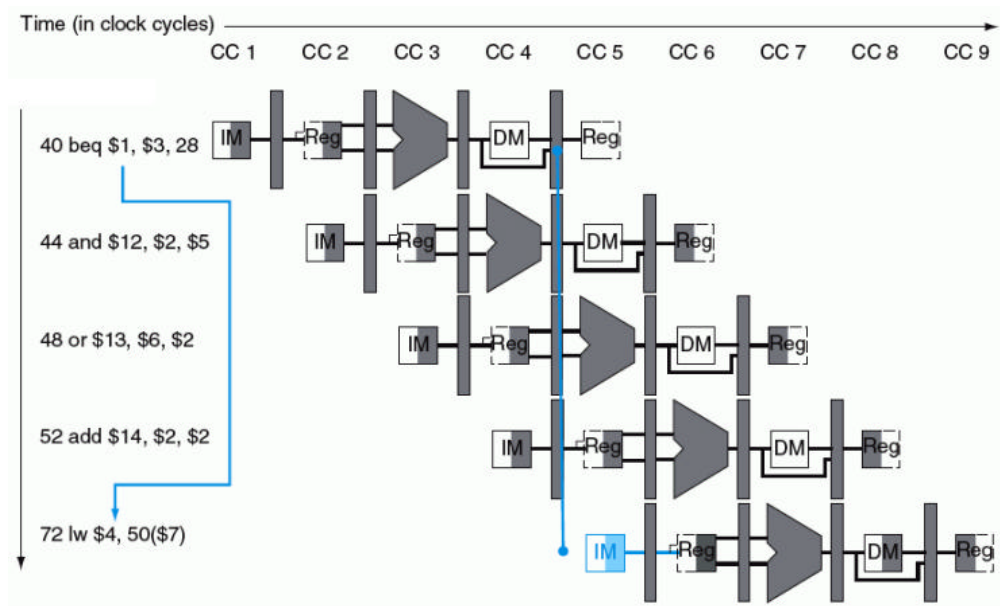 Time (in clock cycles)
CC 1 CC 2 CC 3 CC 4 CC 5 CC 6 CC 7 CC 8 CC 9
40 beq $1, $3, 28 IM Reg DM Reg
44 and $12, $2, $5 IM Reg DM Reg
48 or $13, $6, $2 IM Reg DM Reg
52 add $14, $2, $2 IM Reg DM Reg
72 lw $4, 50($7) IM Reg DM Reg